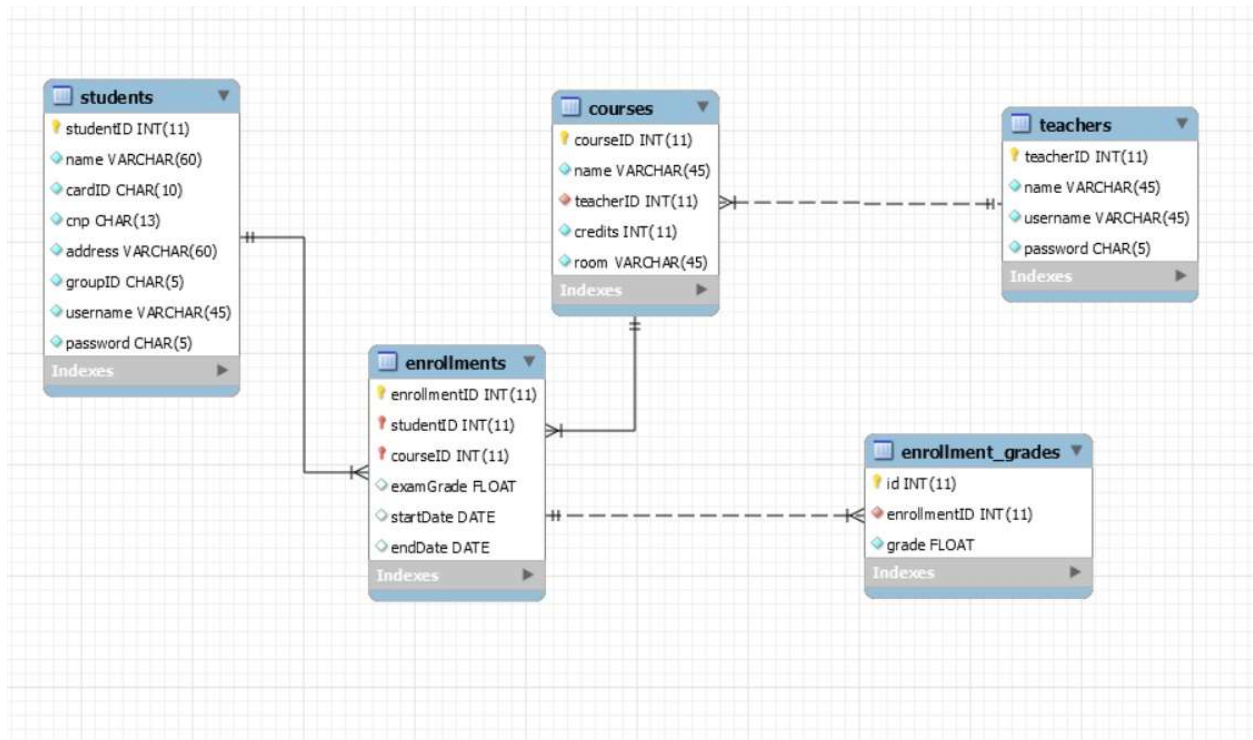 students
studentID INT(11)
name VARCHAR(60)
cardID CHAR(10)
cnp CHAR(13)
address VARCHAR(60)
groupID CHAR(5)
username VARCHAR(45)
password CHAR(5)
Indexes
courses
courseID INT(11)
name VARCHAR(45)
teacherID INT(11)
credits INT(11)
room VARCHAR(45)
Indexes
teachers
teacherID INT(11)
name VARCHAR(45)
username VARCHAR(45)
password CHAR(5)
Indexes
enrollments
enrollmentID INT(11)
studentID INT(11)
courseID INT(11)
examGrade FLOAT
startDate DATE
endDate DATE
Indexes
enrollment_grades
id INT(11)
enrollmentID INT(11)
grade FLOAT
Indexes